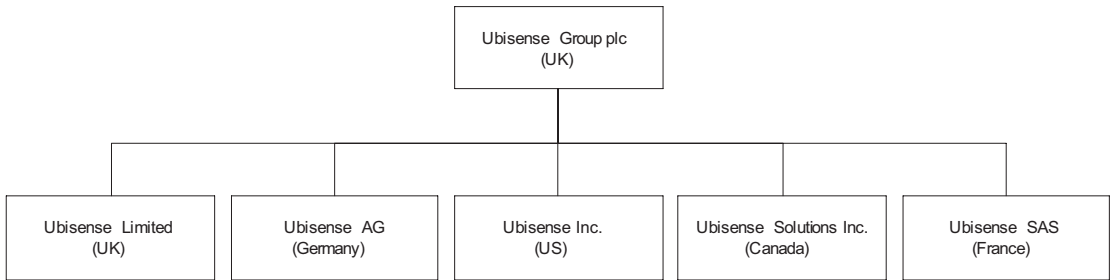 Ubisense Group plc
(UK)
Ubisense Limited
(UK)
Ubisense AG
(Germany)
Ubisense Inc.
(US)
Ubisense Solutions Inc.
(Canada)
Ubisense SAS
(France)